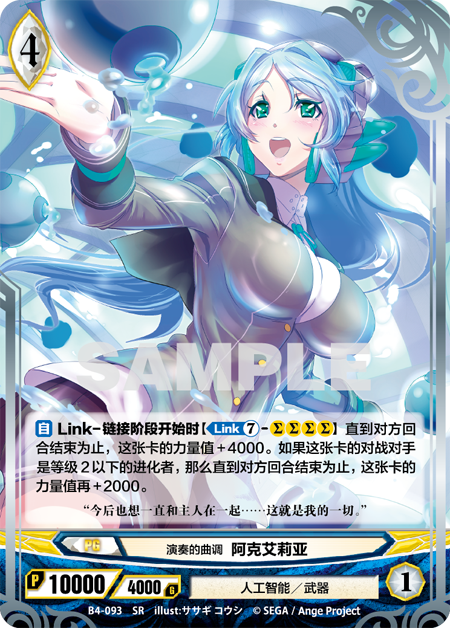 4
SAMPLE
自 Link-链接阶段开始时【Link⑦-ΣΣΣΣ】直到对方回
合结束为止，这张卡的力量值＋4000。如果这张卡的对战对手
是等级２以下的进化者，那么直到对方回合结束为止，这张卡的
力量值再＋2000。
“今后也想一直和主人在一起……这就是我的一切。”
PG
演奏的曲调 阿克艾莉亚
P 10000 / 4000 G
人工智能／武器
1
B4-093 SR illust:ササギ コウシ © SEGA / Ange Project